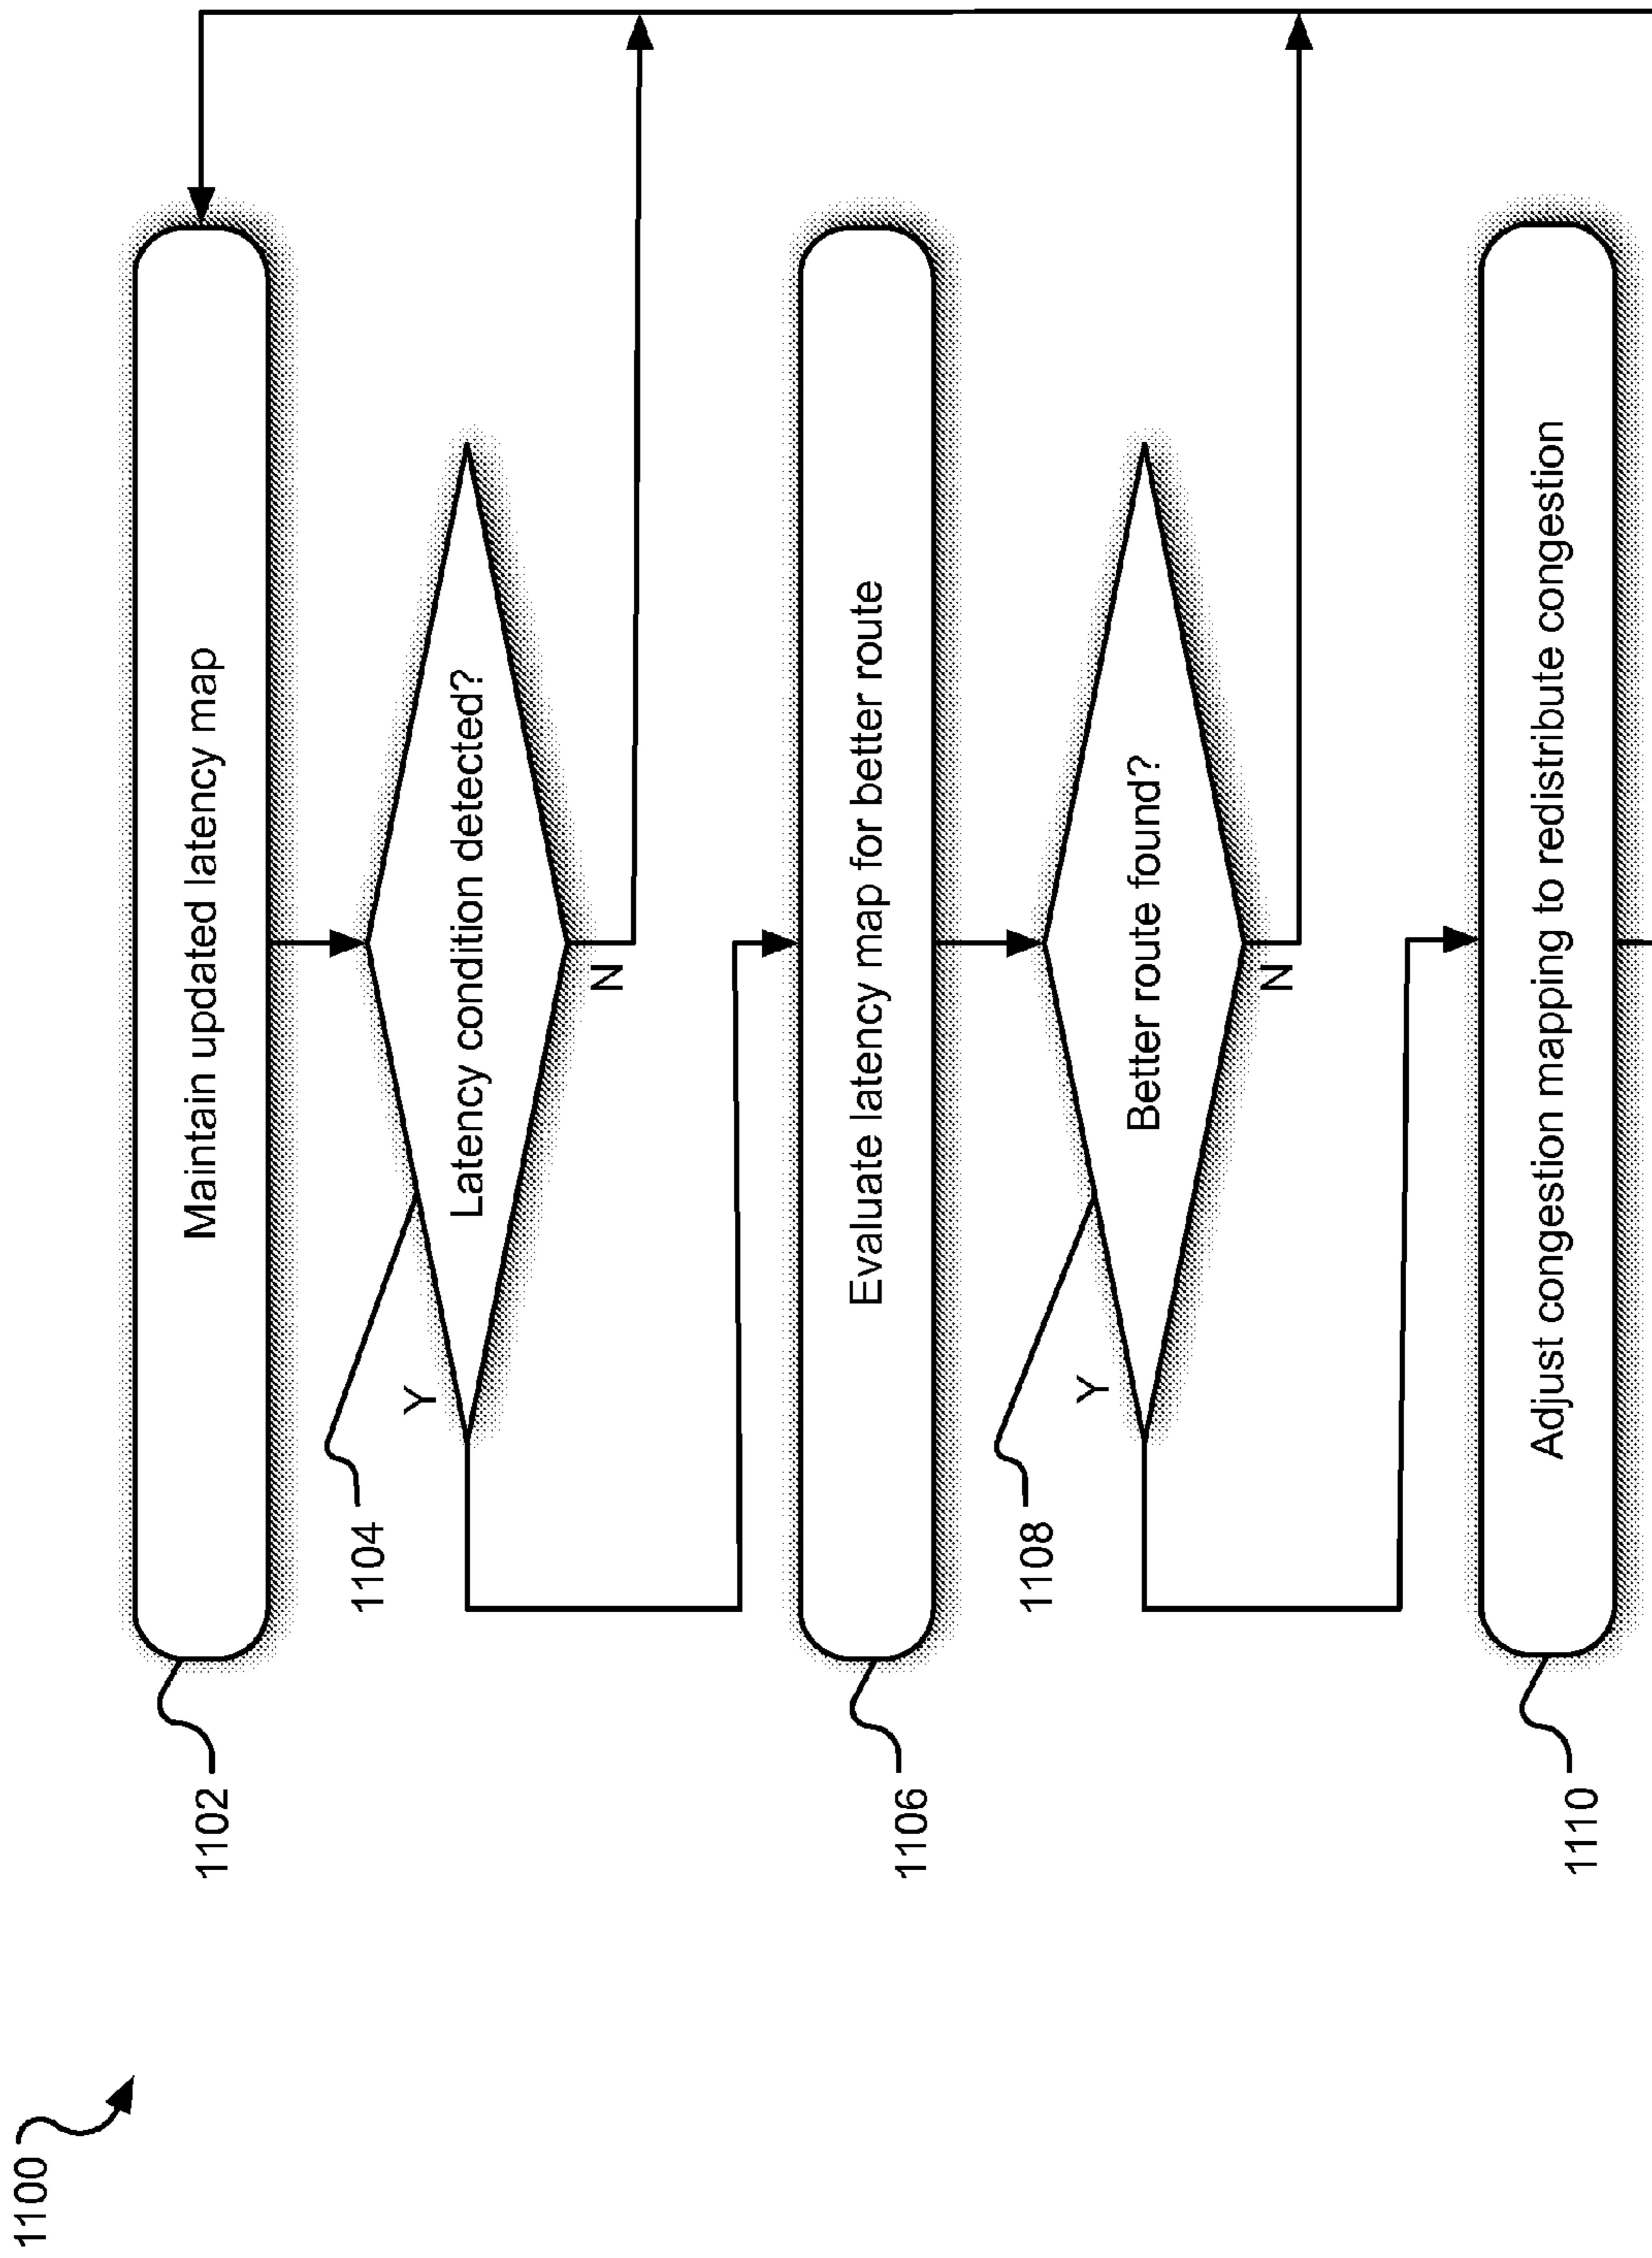 1100
1102
Maintain updated latency map
1104
Y
Latency condition detected?
N
1106
Evaluate latency map for better route
1108
Y
Better route found?
N
1110
Adjust congestion mapping to redistribute congestion